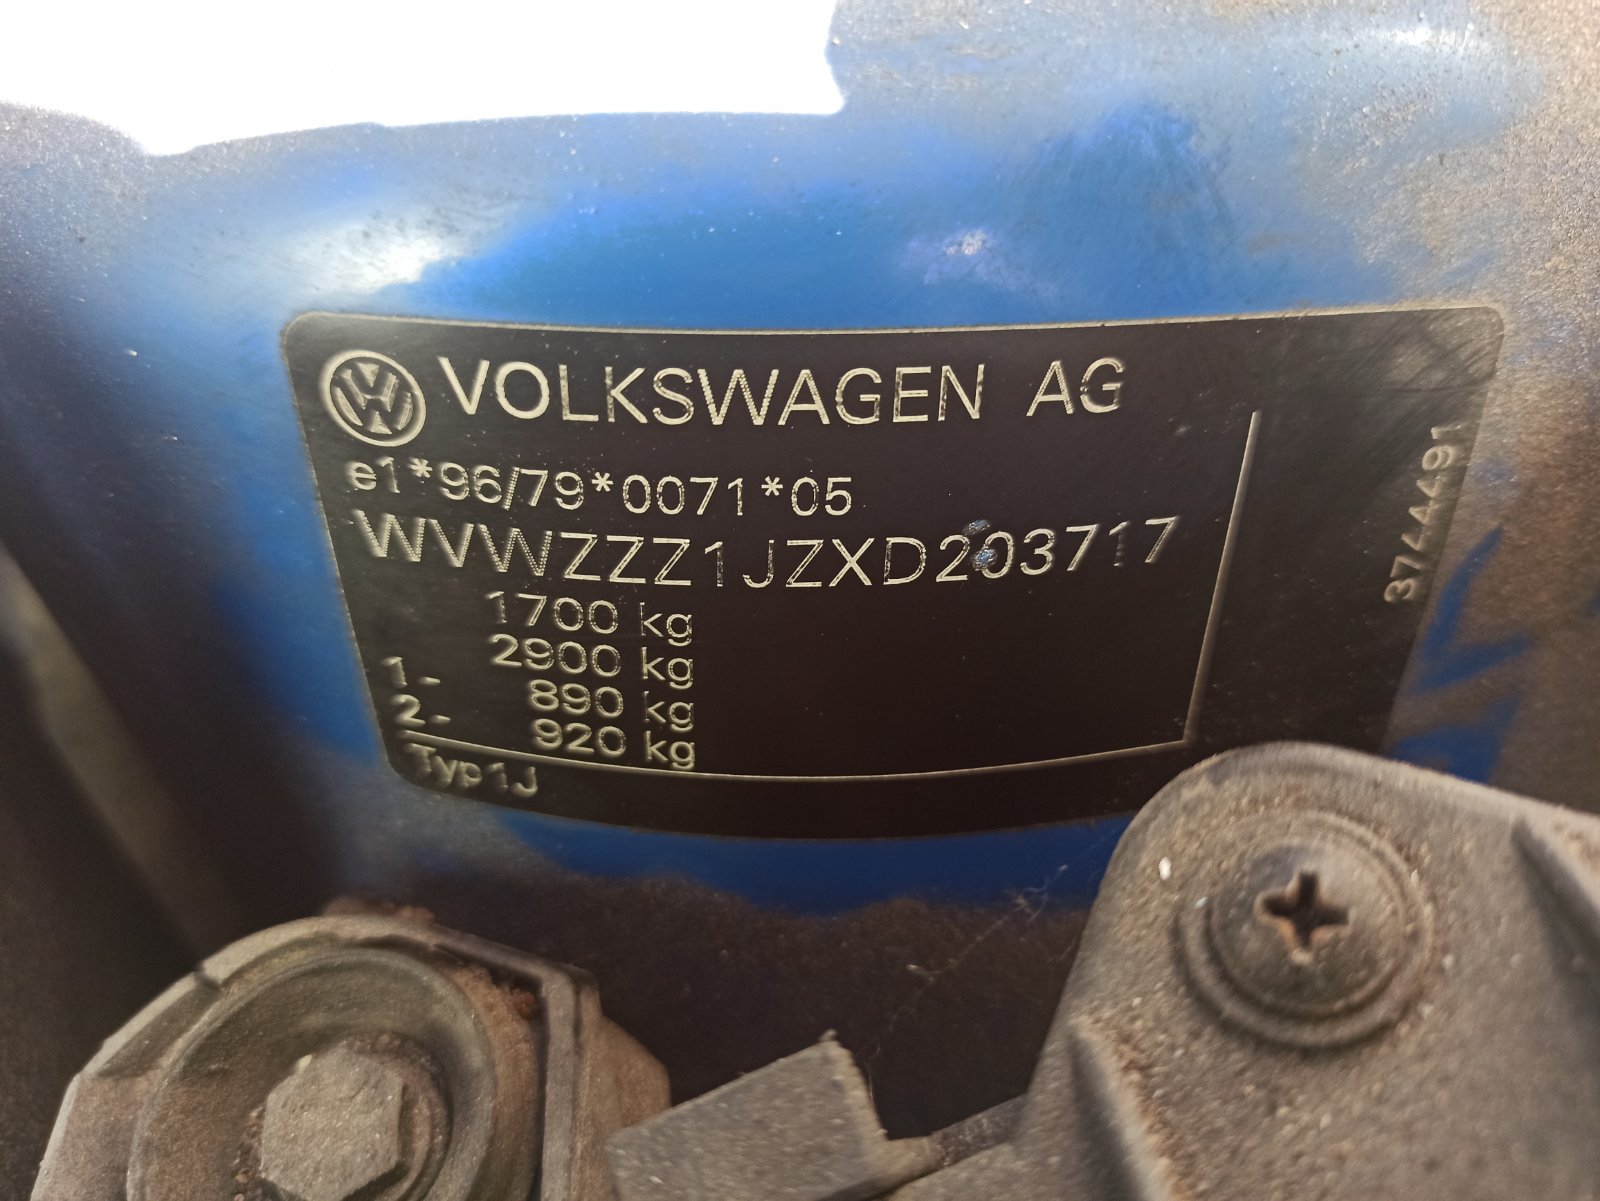 VOLKSWAGEN AG
e1*96/79*0071*05
WVWZZZ1JZXD203717
1700 kg
2900 kg
1. 890 kg
2. 920 kg
Typ1J
3744491